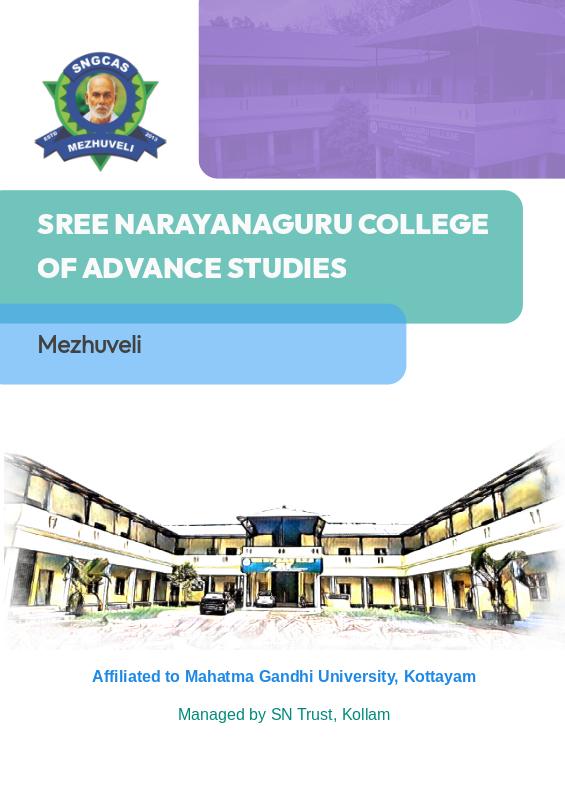 SNGCAS
ESTD 2013
MEZHUVELI
SREE NARAYANAGURU COLLEGE
OF ADVANCE STUDIES
Mezhuveli
Affiliated to Mahatma Gandhi University, Kottayam
Managed by SN Trust, Kollam